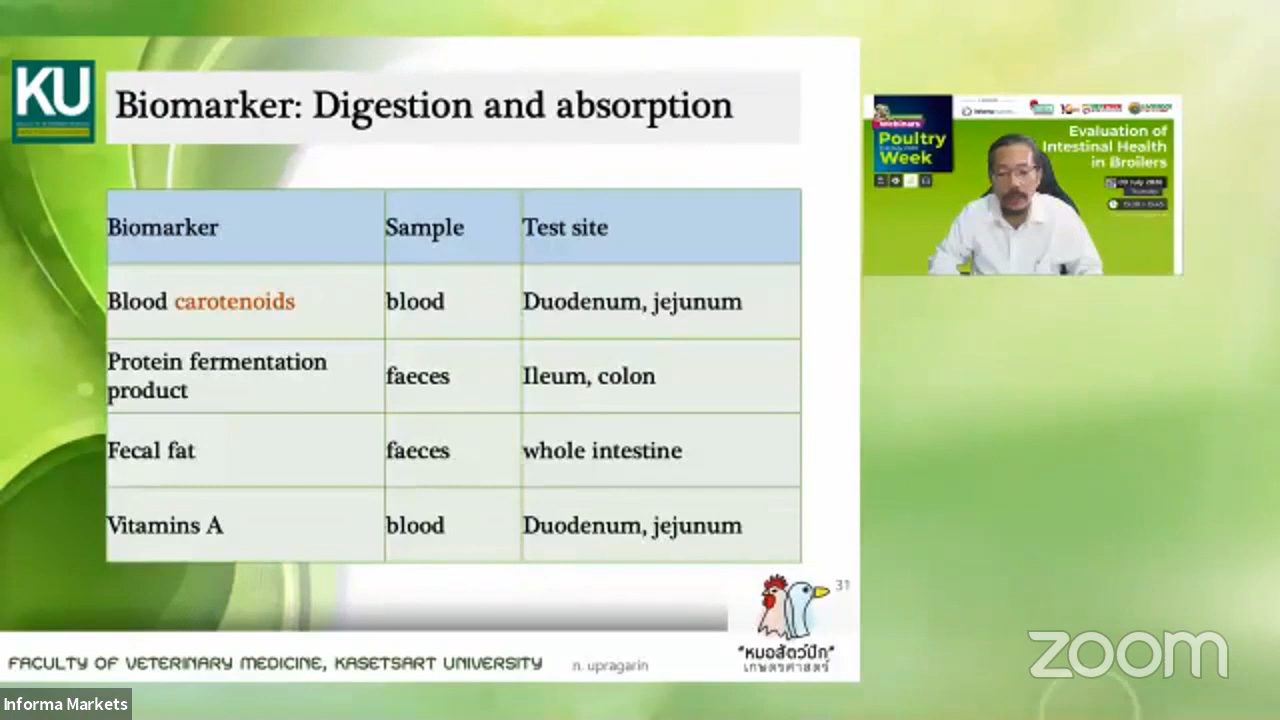 KU
Biomarker: Digestion and absorption
Biomarker
Sample
Test site
Blood carotenoids
blood
Duodenum, jejunum
Protein fermentation
product
faeces
Ileum, colon
Fecal fat
faeces
whole intestine
Vitamins A
blood
Duodenum, jejunum
31
"หมอสัตว์ปีก"
เกษตรศาสตร์
FACULTY OF VETERINARY MEDICINE, KASETSART UNIVERSITY
n. upragarin
Webinars
Poultry
Week
Evaluation of
Intestinal Health
in Broilers
zoom
Informa Markets